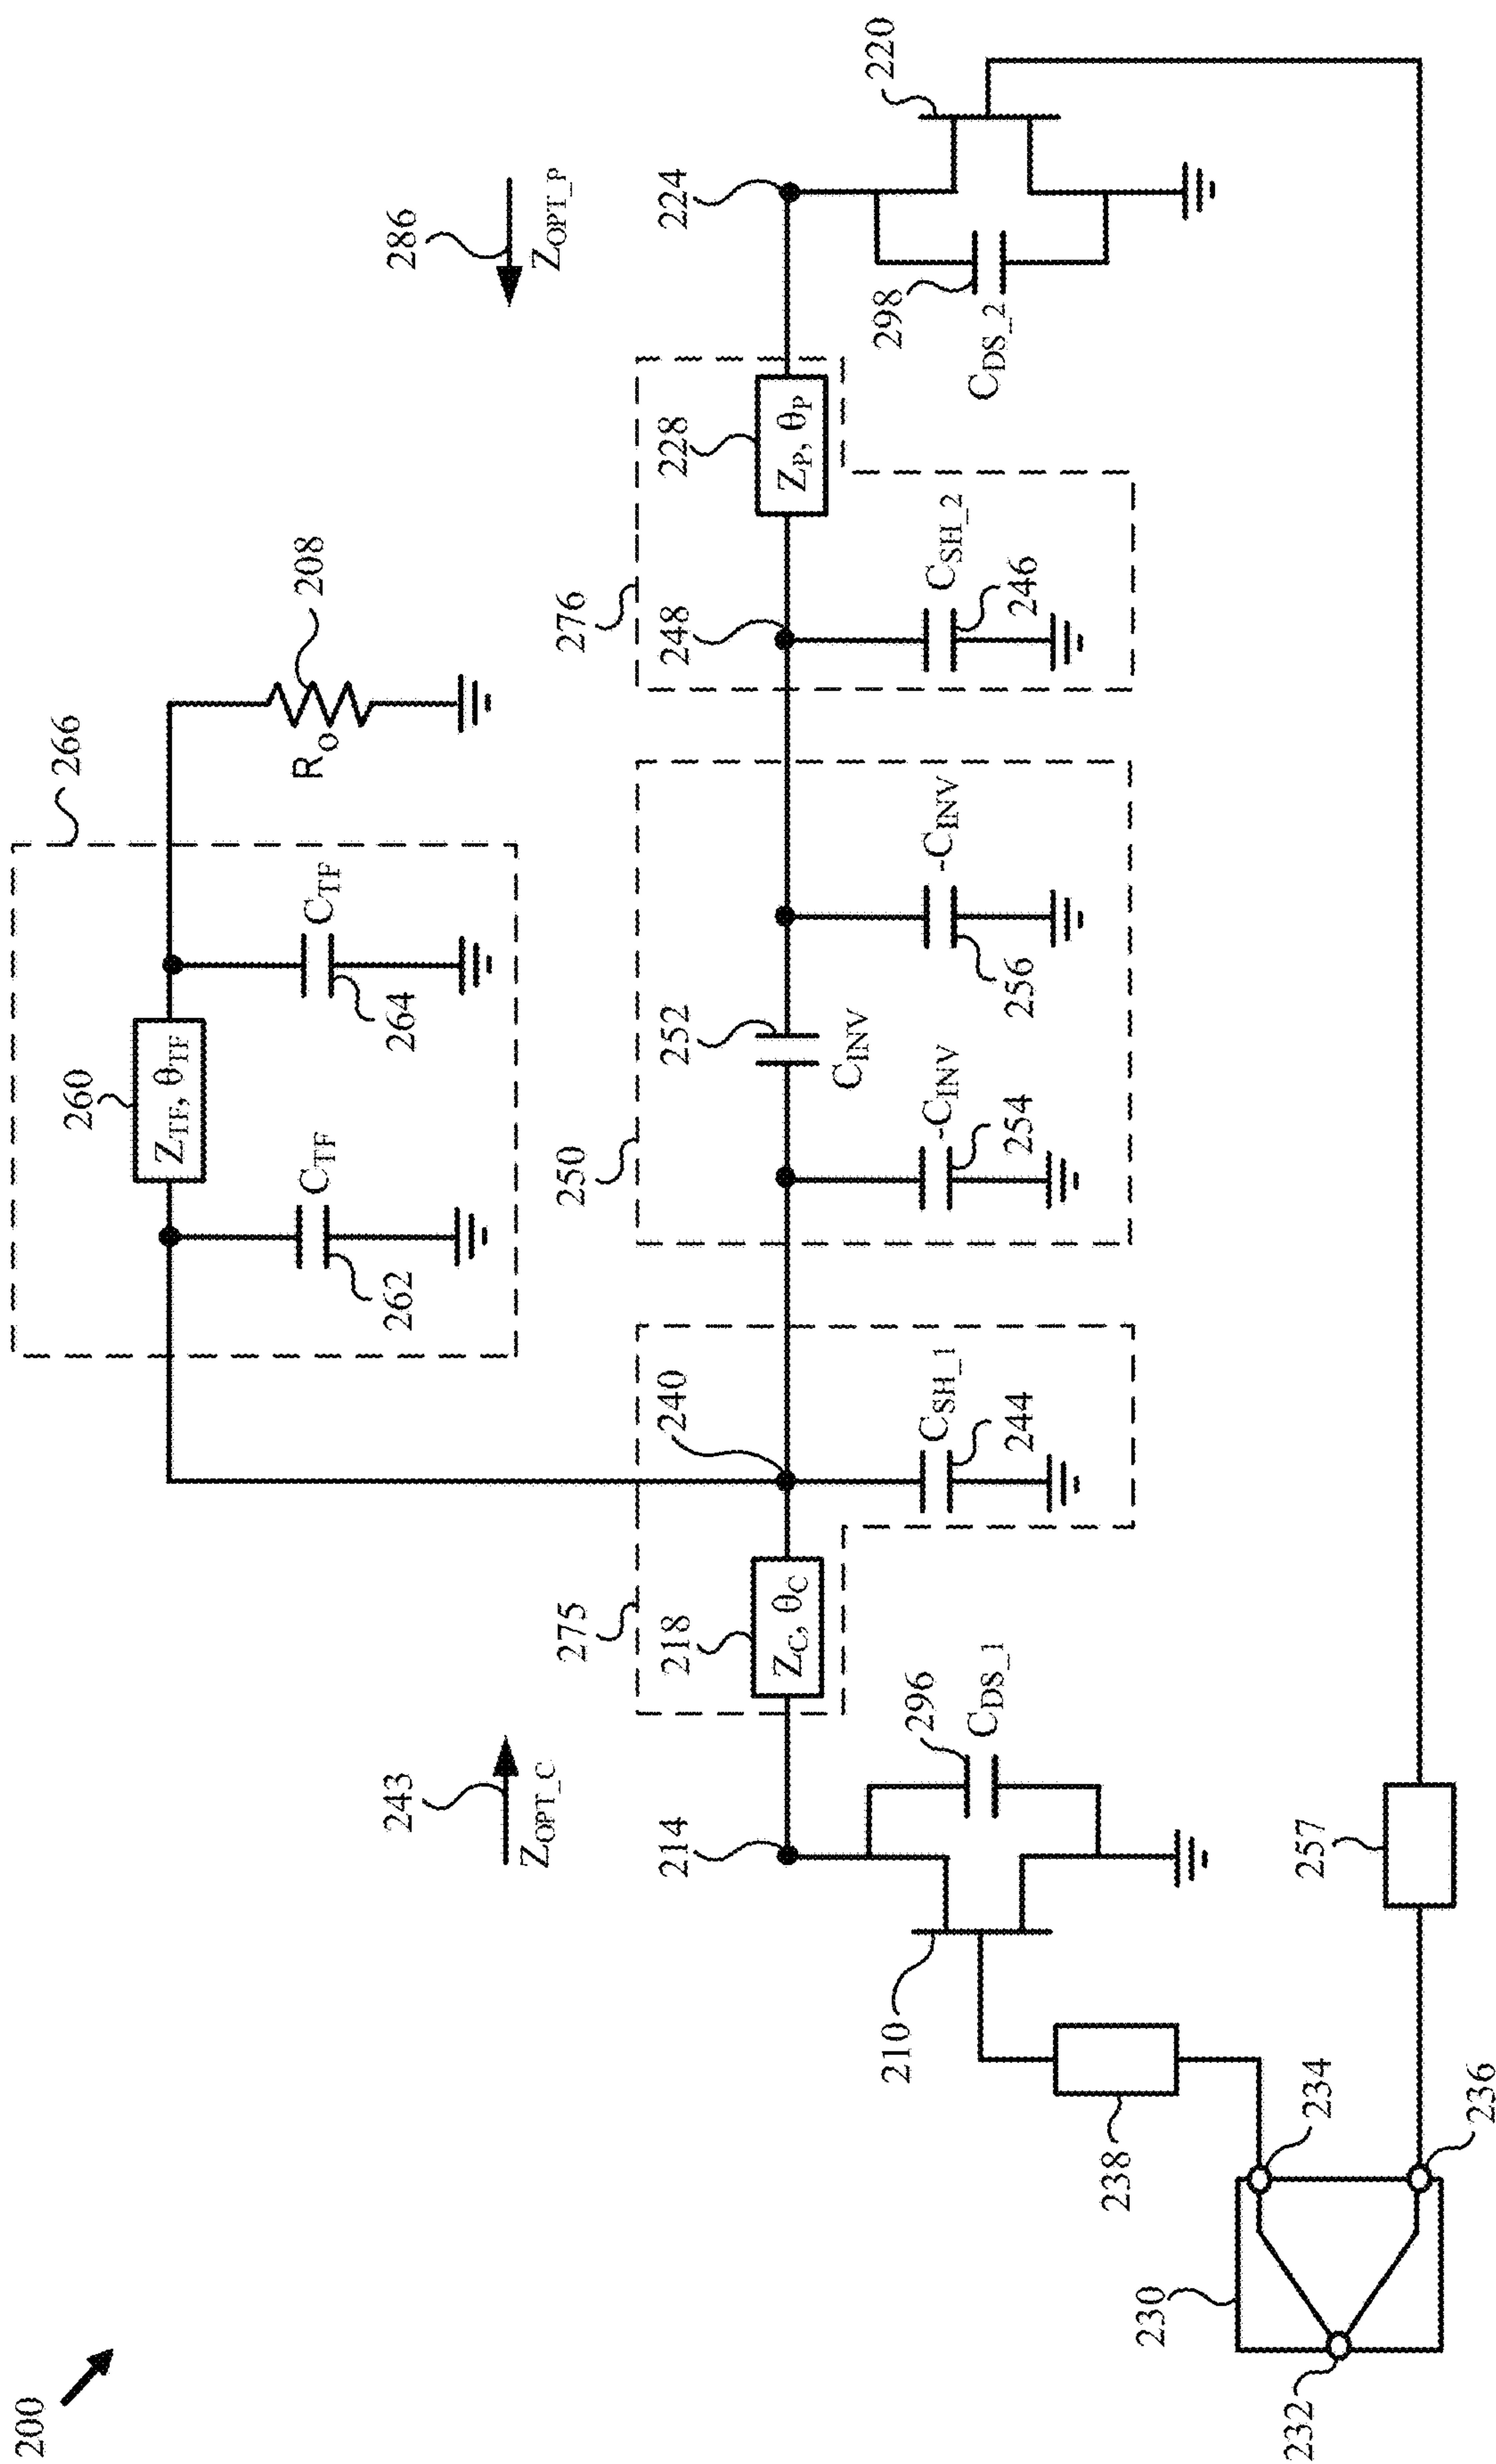 200
266
260
Z_TF, θ_TF
C_TF
262
C_TF
264
R_o
208
243
Z_OPT_C
286
Z_OPT_P
275
218
Z_C, θ_C
240
C_SH_1
244
250
252
C_INV
-C_INV
254
-C_INV
256
276
248
228
Z_P, θ_P
C_SH_2
246
214
296
C_DS_1
210
224
220
298
C_DS_2
238
234
230
232
236
257